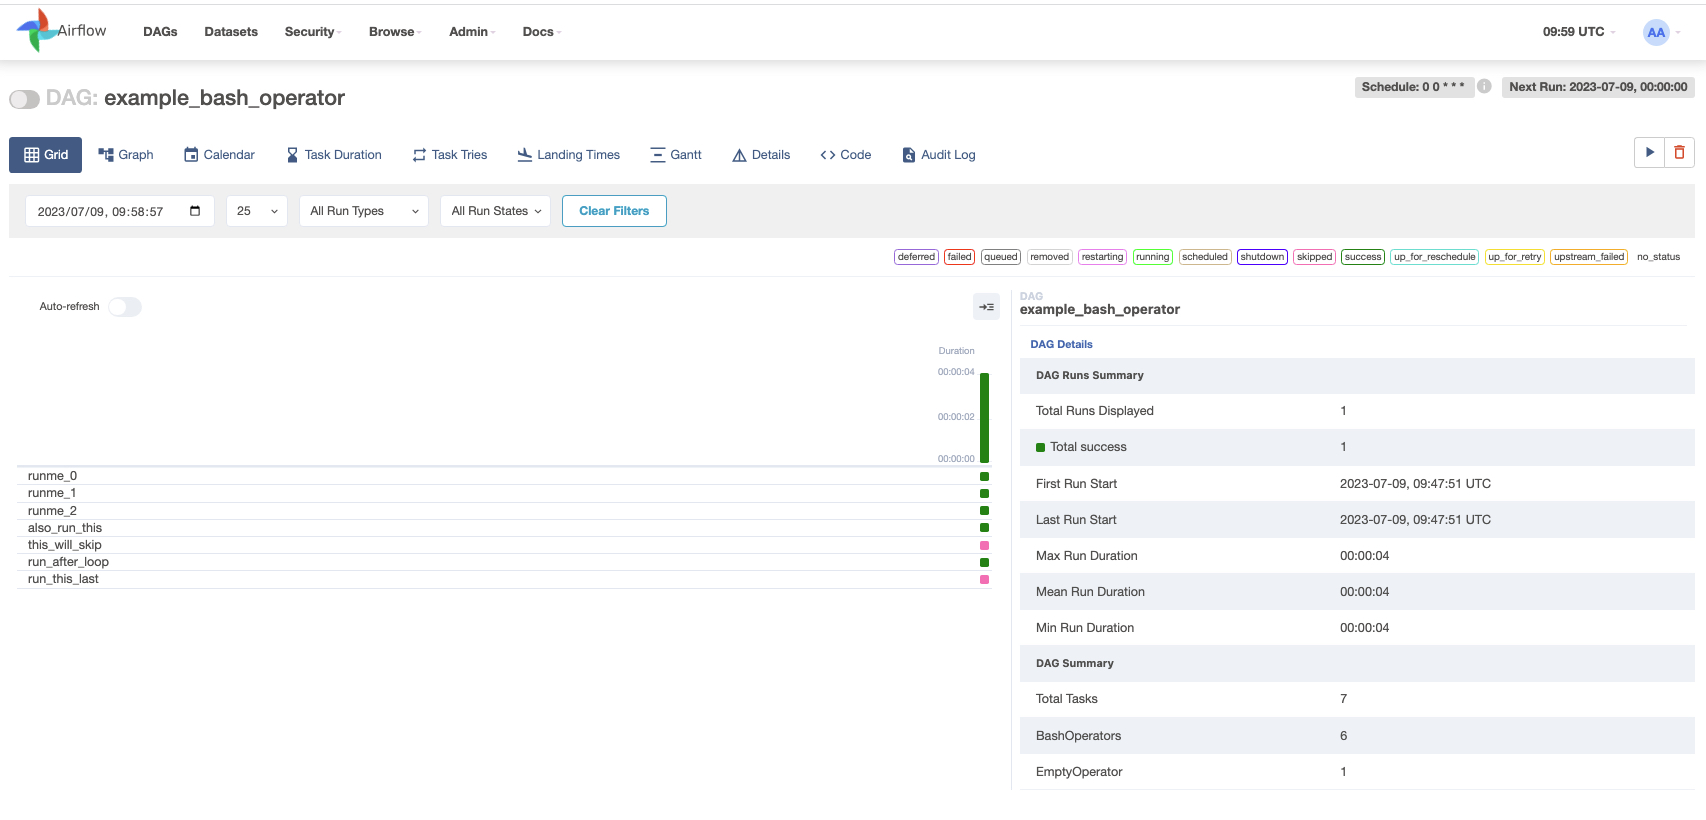 Airflow DAGs Datasets Security Browse Admin Docs 09:59 UTC AA
DAG: example_bash_operator Schedule: 0 0 * * * Next Run: 2023-07-09, 00:00:00
Grid Graph Calendar Task Duration Task Tries Landing Times Gantt Details Code Audit Log
2023/07/09, 09:58:57 25 All Run Types All Run States Clear Filters
deferred failed queued removed restarting running scheduled shutdown skipped success up_for_reschedule up_for_retry upstream_failed no_status
Auto-refresh
Duration
00:00:04
00:00:02
00:00:00
runme_0
runme_1
runme_2
also_run_this
this_will_skip
run_after_loop
run_this_last
DAG
example_bash_operator
DAG Details
DAG Runs Summary
Total Runs Displayed 1
Total success 1
First Run Start 2023-07-09, 09:47:51 UTC
Last Run Start 2023-07-09, 09:47:51 UTC
Max Run Duration 00:00:04
Mean Run Duration 00:00:04
Min Run Duration 00:00:04
DAG Summary
Total Tasks 7
BashOperators 6
EmptyOperator 1